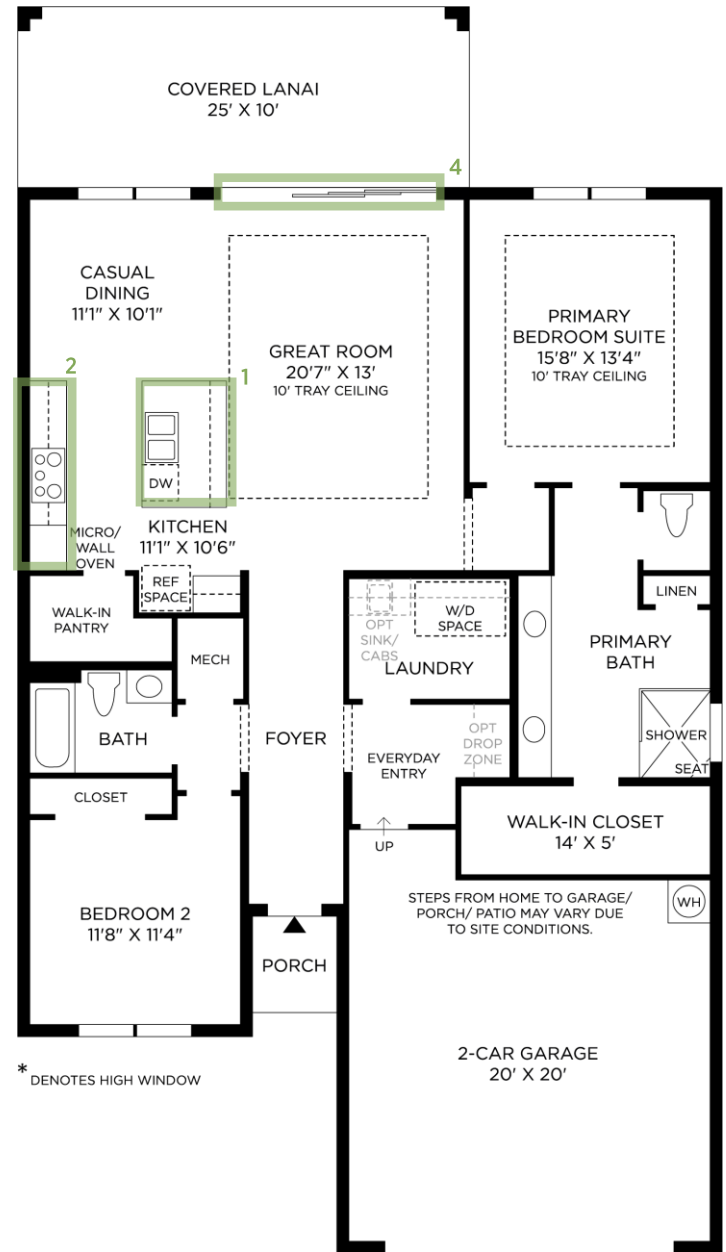 COVERED LANAI
25' X 10'
4
CASUAL
DINING
11'1" X 10'1"
GREAT ROOM
20'7" X 13'
10' TRAY CEILING
PRIMARY
BEDROOM SUITE
15'8" X 13'4"
10' TRAY CEILING
2
1
DW
KITCHEN
11'1" X 10'6"
MICRO/
WALL
OVEN
REF
SPACE
WALK-IN
PANTRY
OPT
SINK/
CABS
W/D
SPACE
LAUNDRY
LINEN
PRIMARY
BATH
MECH
BATH
FOYER
EVERYDAY
ENTRY
OPT
DROP
ZONE
SHOWER
SEAT
CLOSET
UP
WALK-IN CLOSET
14' X 5'
BEDROOM 2
11'8" X 11'4"
STEPS FROM HOME TO GARAGE/
PORCH/ PATIO MAY VARY DUE
TO SITE CONDITIONS.
WH
PORCH
2-CAR GARAGE
20' X 20'
* DENOTES HIGH WINDOW